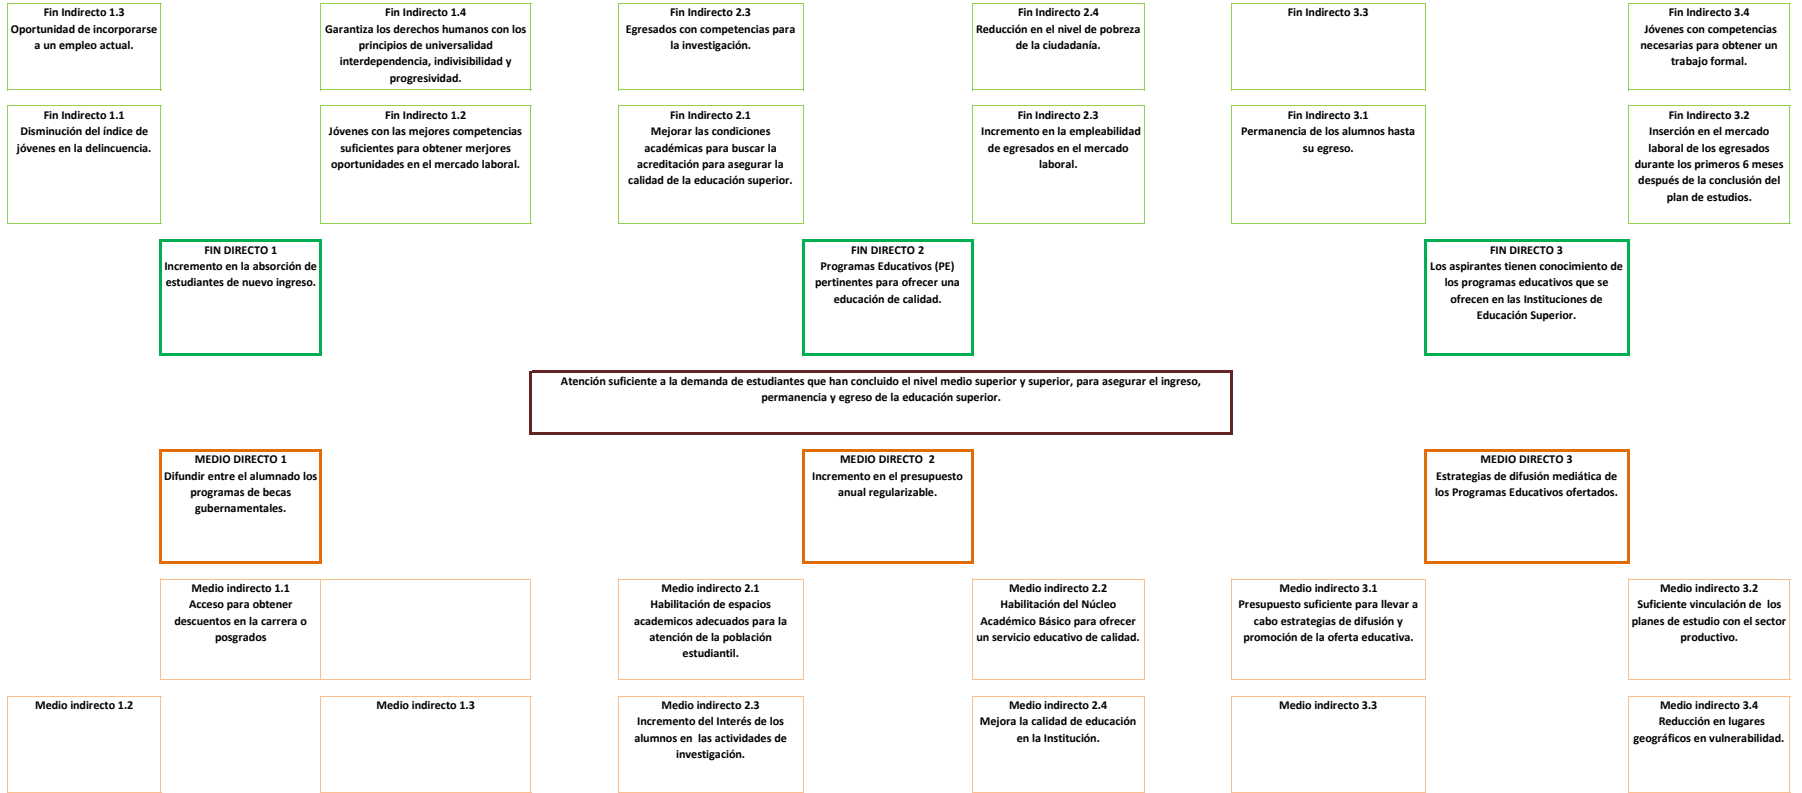 Fin Indirecto 1.3
Oportunidad de incorporarse
a un empleo actual.
Fin Indirecto 1.4
Garantiza los derechos humanos con los
principios de universalidad
interdependencia, indivisibilidad y
progresividad.
Fin Indirecto 2.3
Egresados con competencias para
la investigación.
Fin Indirecto 2.4
Reducción en el nivel de pobreza
de la ciudadanía.
Fin Indirecto 3.3
Fin Indirecto 3.4
Jóvenes con competencias
necesarias para obtener un
trabajo formal.
Fin Indirecto 1.1
Disminución del índice de
jóvenes en la delincuencia.
Fin Indirecto 1.2
Jóvenes con las mejores competencias
suficientes para obtener merjores
oportunidades en el mercado laboral.
Fin Indirecto 2.1
Mejorar las condiciones
académicas para buscar la
acreditación para asegurar la
calidad de la educación superior.
Fin Indirecto 2.3
Incremento en la empleabilidad
de egresados en el mercado
laboral.
Fin Indirecto 3.1
Permanencia de los alumnos hasta
su egreso.
Fin Indirecto 3.2
Inserción en el mercado
laboral de los egresados
durante los primeros 6 meses
después de la conclusión del
plan de estudios.
FIN DIRECTO 1
Incremento en la absorción de
estudiantes de nuevo ingreso.
FIN DIRECTO 2
Programas Educativos (PE)
pertinentes para ofrecer una
educación de calidad.
FIN DIRECTO 3
Los aspirantes tienen conocimiento de
los programas educativos que se
ofrecen en las Instituciones de
Educación Superior.
Atención suficiente a la demanda de estudiantes que han concluido el nivel medio superior y superior, para asegurar el ingreso,
permanencia y egreso de la educación superior.
MEDIO DIRECTO 1
Difundir entre el alumnado los
programas de becas
gubernamentales.
MEDIO DIRECTO 2
Incremento en el presupuesto
anual regularizable.
MEDIO DIRECTO 3
Estrategias de difusión mediática de
los Programas Educativos ofertados.
Medio indirecto 1.1
Acceso para obtener
descuentos en la carrera o
posgrados
Medio indirecto 2.1
Habilitación de espacios
academicos adecuados para la
atención de la población
estudiantil.
Medio indirecto 2.2
Habilitación del Núcleo
Académico Básico para ofrecer
un servicio educativo de calidad.
Medio indirecto 3.1
Presupuesto suficiente para llevar a
cabo estrategias de difusión y
promoción de la oferta educativa.
Medio indirecto 3.2
Suficiente vinculación de los
planes de estudio con el sector
productivo.
Medio indirecto 1.2
Medio indirecto 1.3
Medio indirecto 2.3
Incremento del Interés de los
alumnos en las actividades de
investigación.
Medio indirecto 2.4
Mejora la calidad de educación
en la Institución.
Medio indirecto 3.3
Medio indirecto 3.4
Reducción en lugares
geográficos en vulnerabilidad.